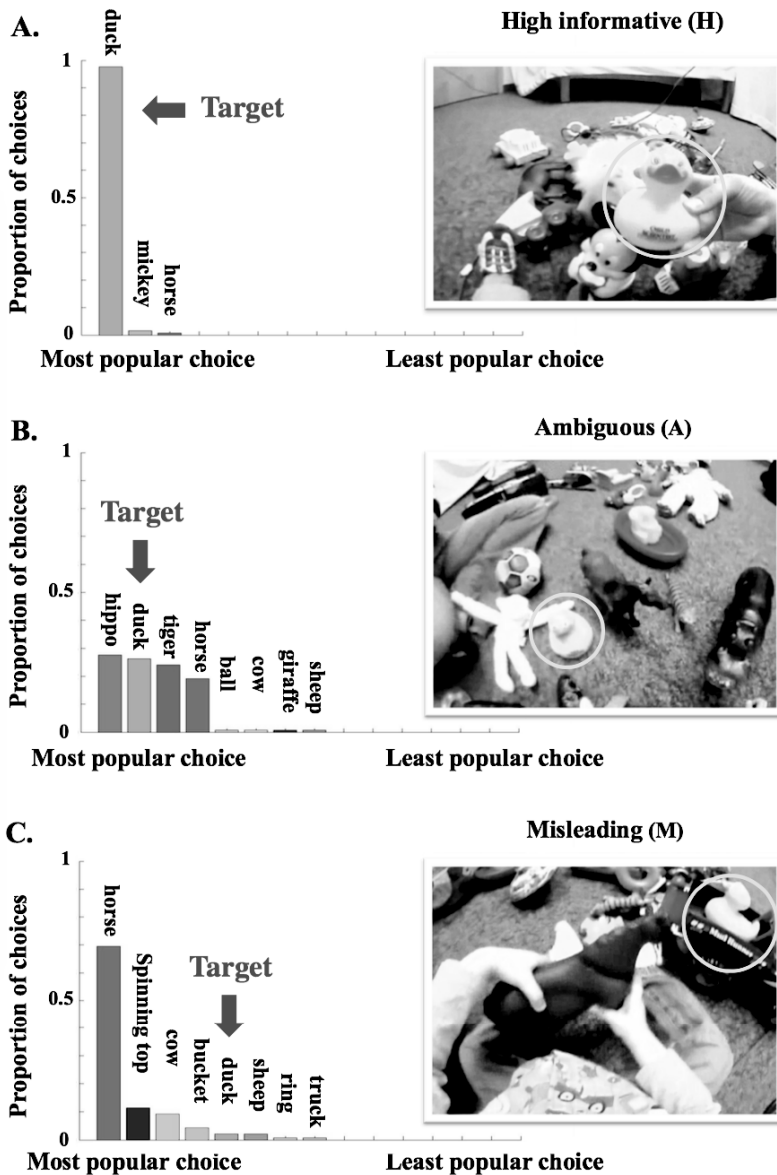 A.
High informative (H)
Proportion of choices
1
0.5
0
duck
mickey
horse
Target
Most popular choice
Least popular choice
B.
Ambiguous (A)
Proportion of choices
1
0.5
0
hippo
duck
tiger
horse
ball
cow
giraffe
sheep
Target
Most popular choice
Least popular choice
C.
Misleading (M)
Proportion of choices
1
0.5
0
horse
Spinning top
cow
bucket
duck
sheep
ring
truck
Target
Most popular choice
Least popular choice